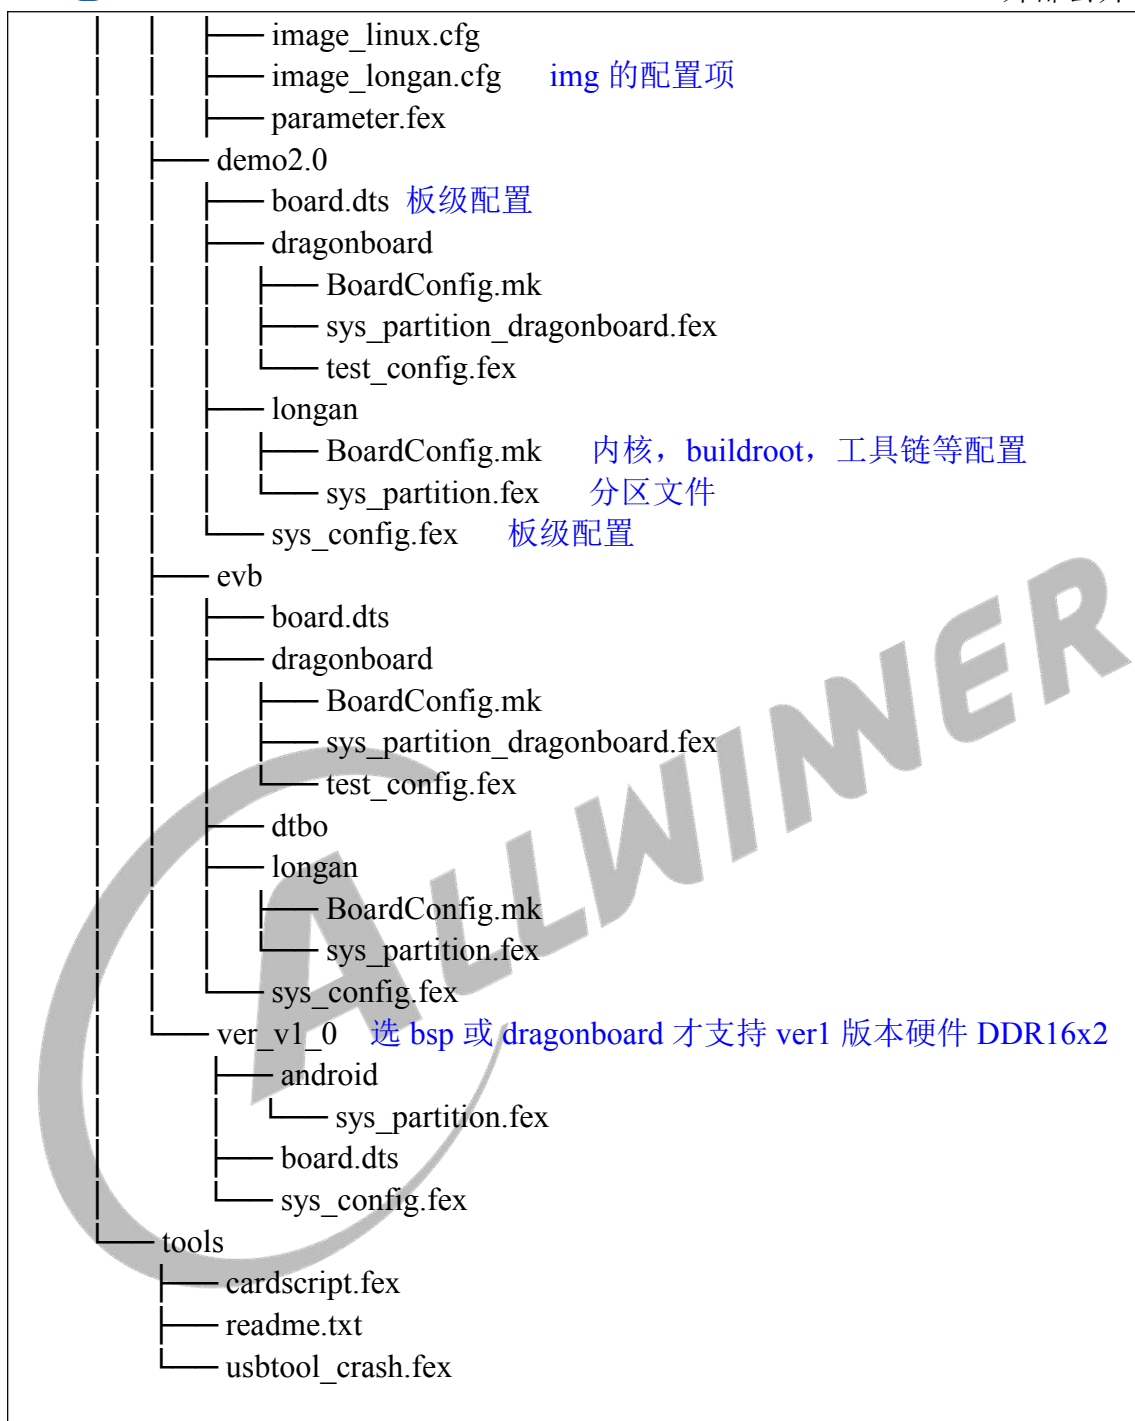 image_linux.cfg
image_longan.cfg img 的配置项
parameter.fex
demo2.0
board.dts 板级配置
dragonboard
BoardConfig.mk
sys_partition_dragonboard.fex
test_config.fex
longan
BoardConfig.mk 内核，buildroot，工具链等配置
sys_partition.fex 分区文件
sys_config.fex 板级配置
evb
board.dts
dragonboard
BoardConfig.mk
sys_partition_dragonboard.fex
test_config.fex
dtbo
longan
BoardConfig.mk
sys_partition.fex
sys_config.fex
ver_v1_0 选 bsp 或 dragonboard 才支持 ver1 版本硬件 DDR16x2
android
sys_partition.fex
board.dts
sys_config.fex
tools
cardscript.fex
readme.txt
usbtool_crash.fex
ALLWINNER